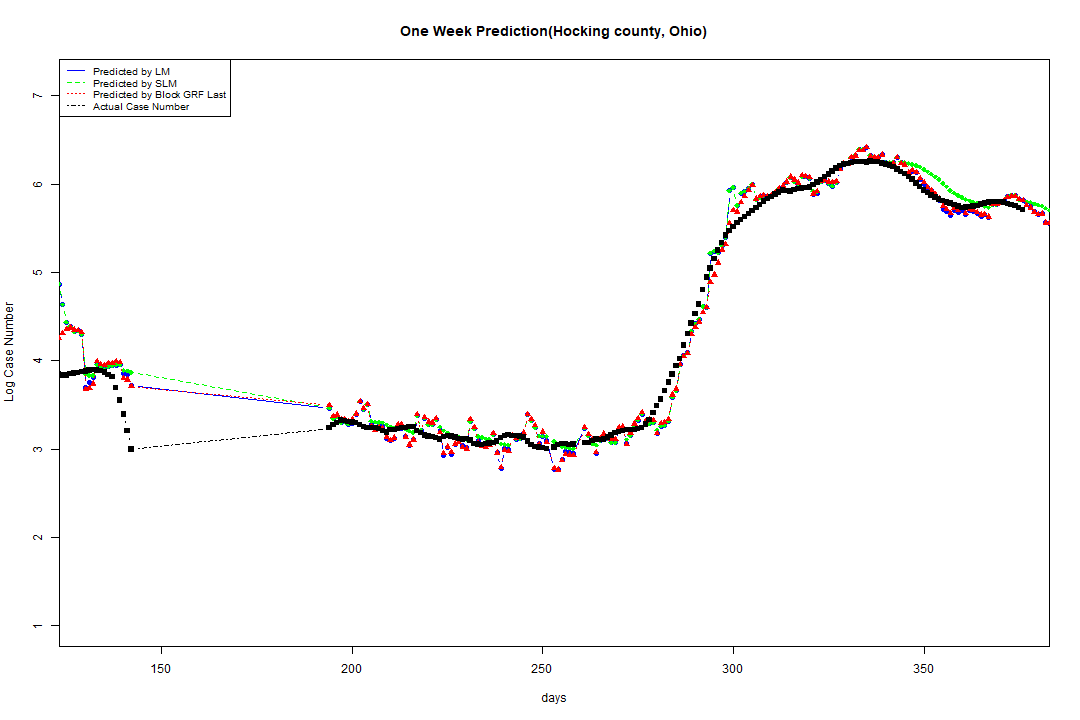 One Week Prediction(Hocking county, Ohio)
Predicted by LM
Predicted by SLM
Predicted by Block GRF Last
Actual Case Number
Log Case Number
7
6
5
4
3
2
1
150
200
250
300
350
days